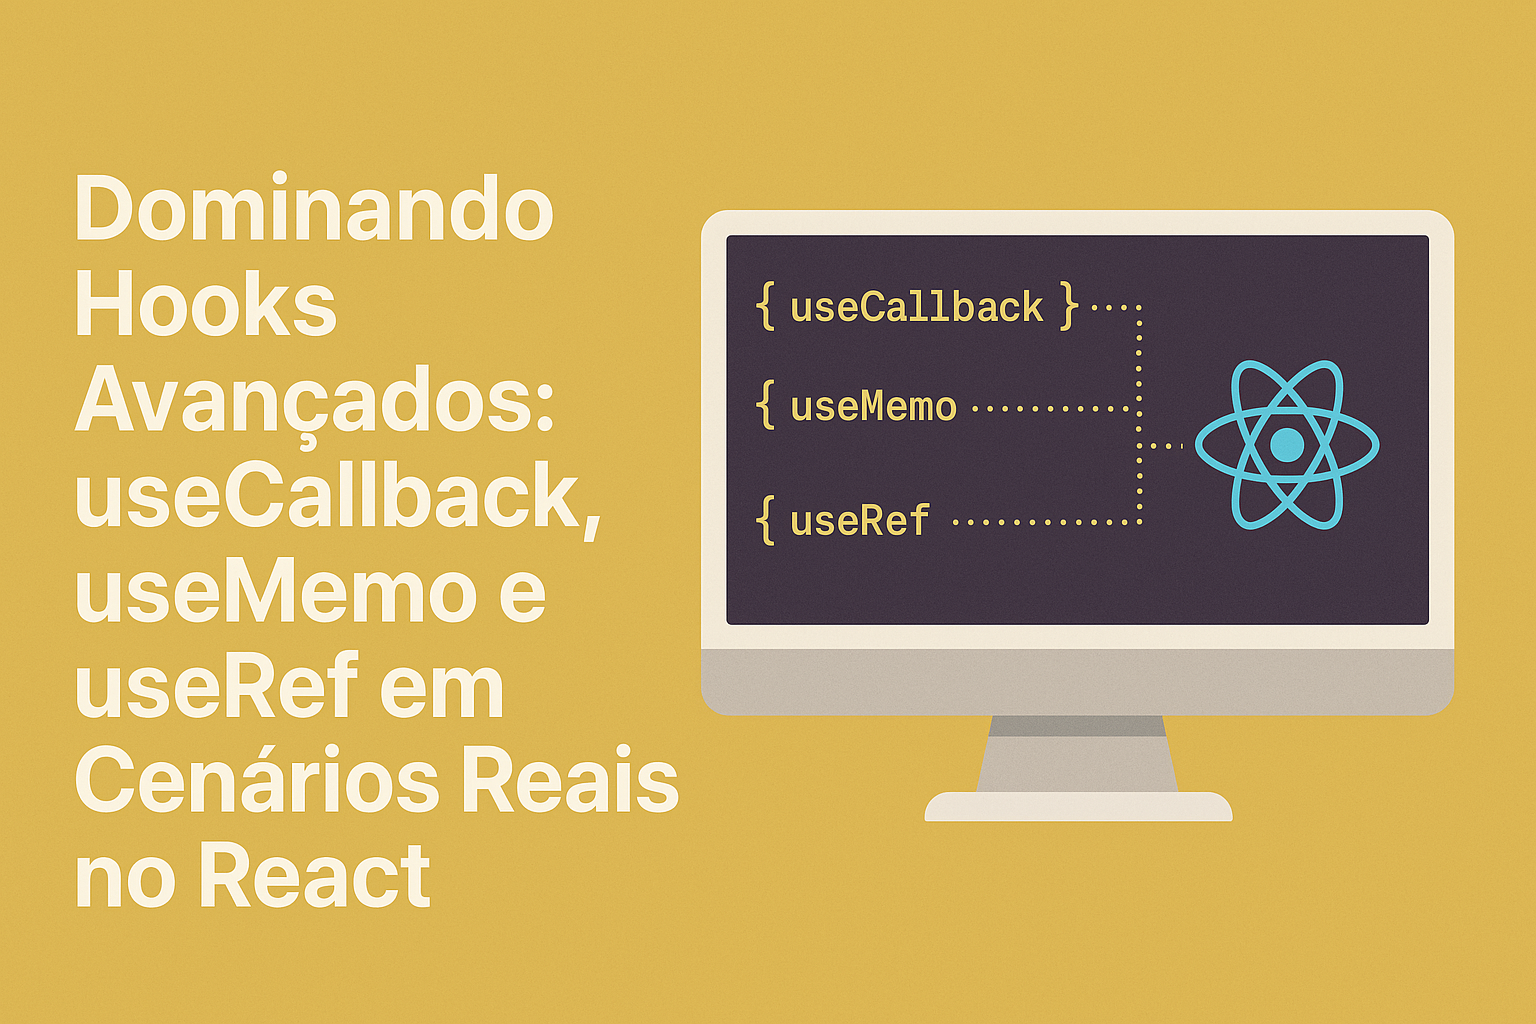 Dominando
Hooks
Avançados:
useCallback,
useMemo e
useRef em
Cenários Reais
no React
{ useCallback }
{ useMemo
{ useRef